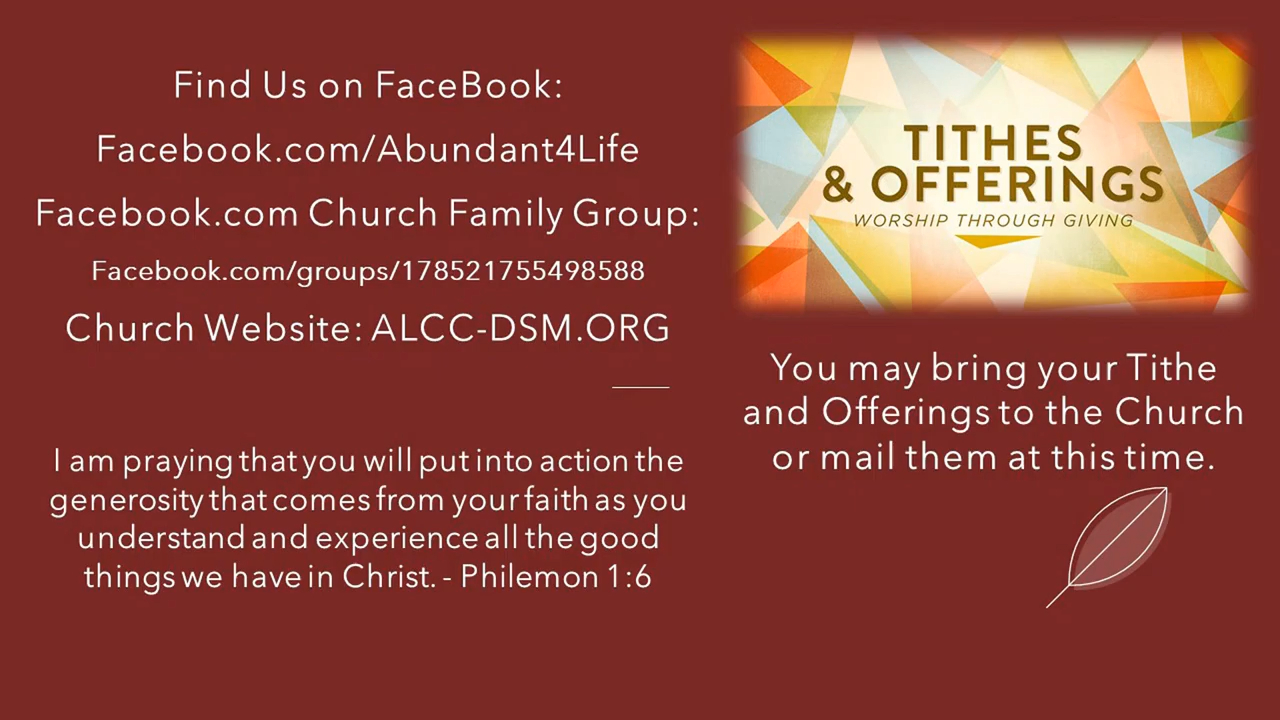 Find Us on FaceBook:
Facebook.com/Abundant4Life
Facebook.com Church Family Group:
Facebook.com/groups/178521755498588
Church Website: ALCC-DSM.ORG
I am praying that you will put into action the
generosity that comes from your faith as you
understand and experience all the good
things we have in Christ. - Philemon 1:6
TITHES
& OFFERINGS
WORSHIP THROUGH GIVING
You may bring your Tithe
and Offerings to the Church
or mail them at this time.